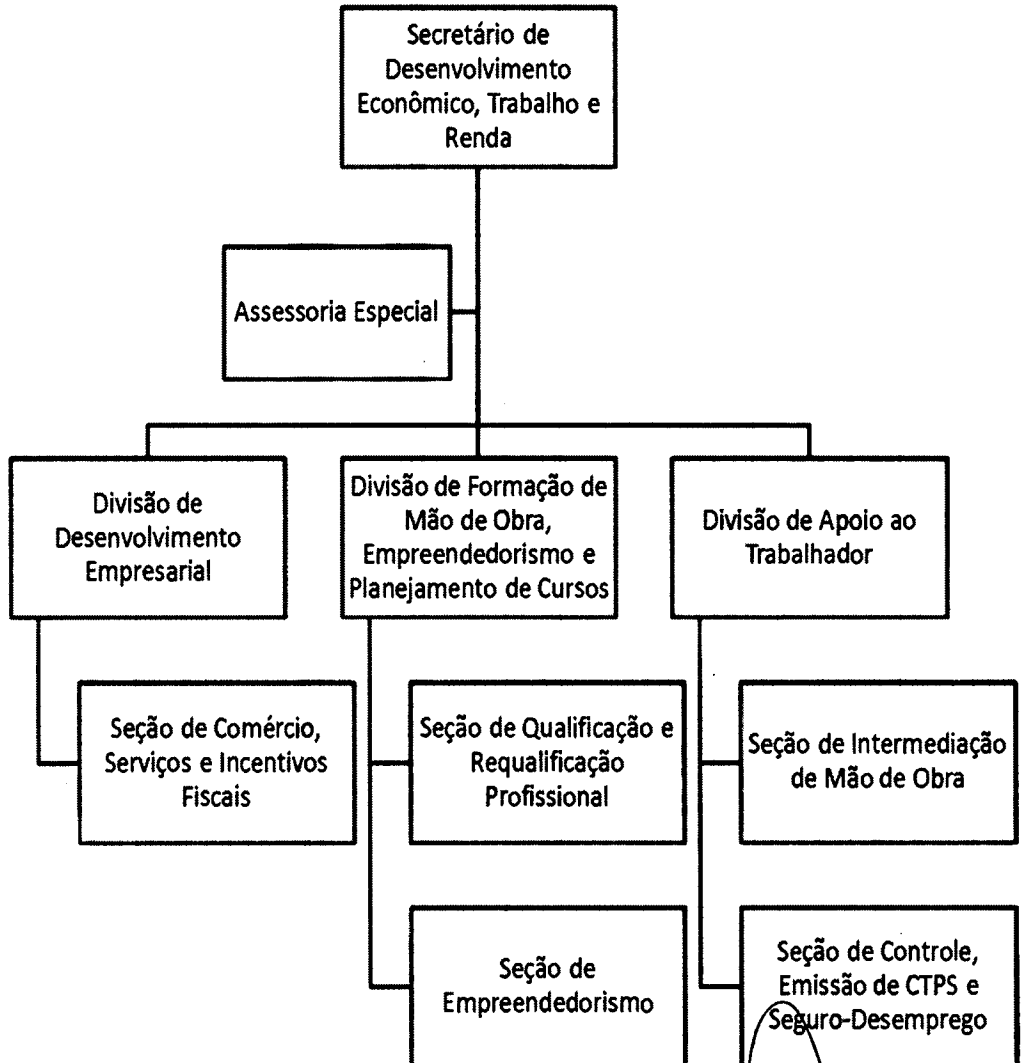 Secretário de
Desenvolvimento
Econômico, Trabalho e
Renda
Assessoria Especial
Divisão de
Desenvolvimento
Empresarial
Divisão de Formação de
Mão de Obra,
Empreendedorismo e
Planejamento de Cursos
Divisão de Apoio ao
Trabalhador
Seção de Comércio,
Serviços e Incentivos
Fiscais
Seção de Qualificação e
Requalificação
Profissional
Seção de Intermediação
de Mão de Obra
Seção de
Empreendedorismo
Seção de Controle,
Emissão de CTPS e
Seguro-Desemprego